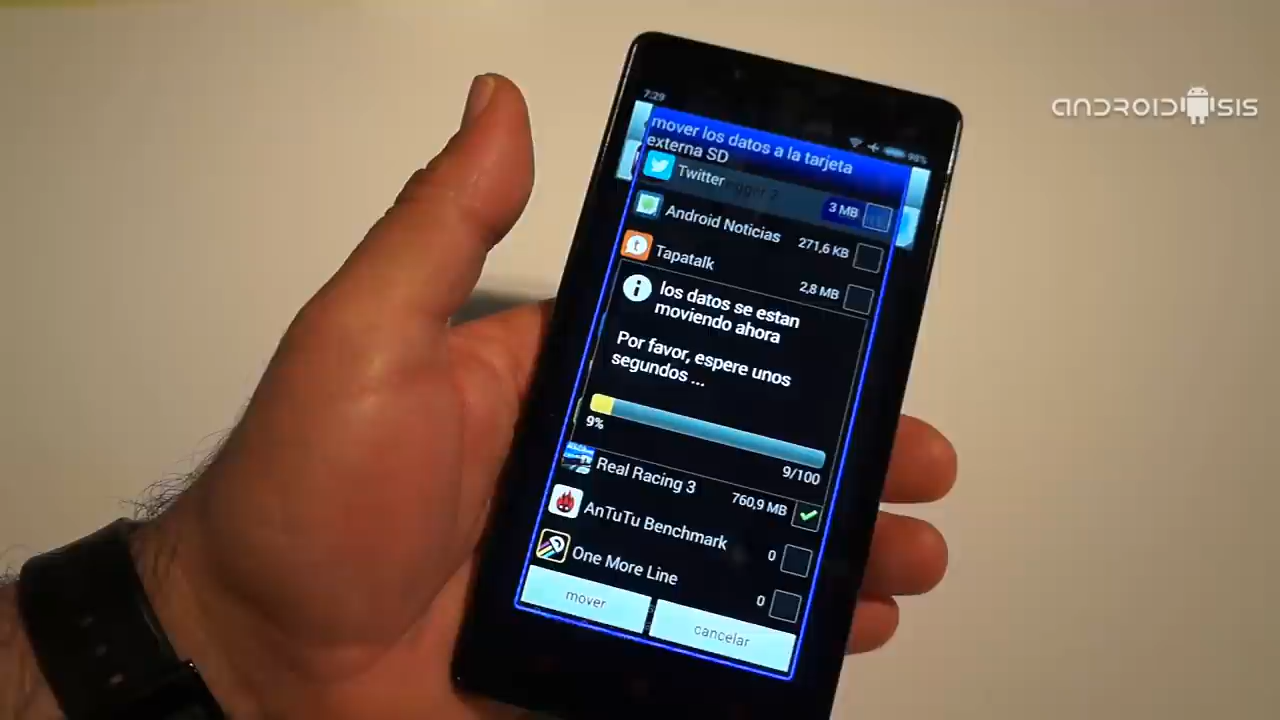 ANDROIDSIS
7:29
98%
mover los datos a la tarjeta
externa SD
Twitter
3 MB
Android Noticias
271,6 KB
Tapatalk
2,8 MB
los datos se estan
moviendo ahora
Por favor, espere unos
segundos ...
9%
9/100
Real Racing 3
760,9 MB
AnTuTu Benchmark
0
One More Line
0
mover
cancelar